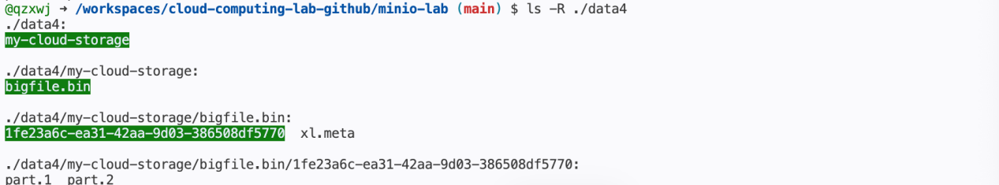 @qzxwj → /workspaces/cloud-computing-lab-github/minio-lab (main) $ ls -R ./data4
./data4:
my-cloud-storage
./data4/my-cloud-storage:
bigfile.bin
./data4/my-cloud-storage/bigfile.bin:
1fe23a6c-ea31-42aa-9d03-386508df5770  xl.meta
./data4/my-cloud-storage/bigfile.bin/1fe23a6c-ea31-42aa-9d03-386508df5770:
part.1  part.2